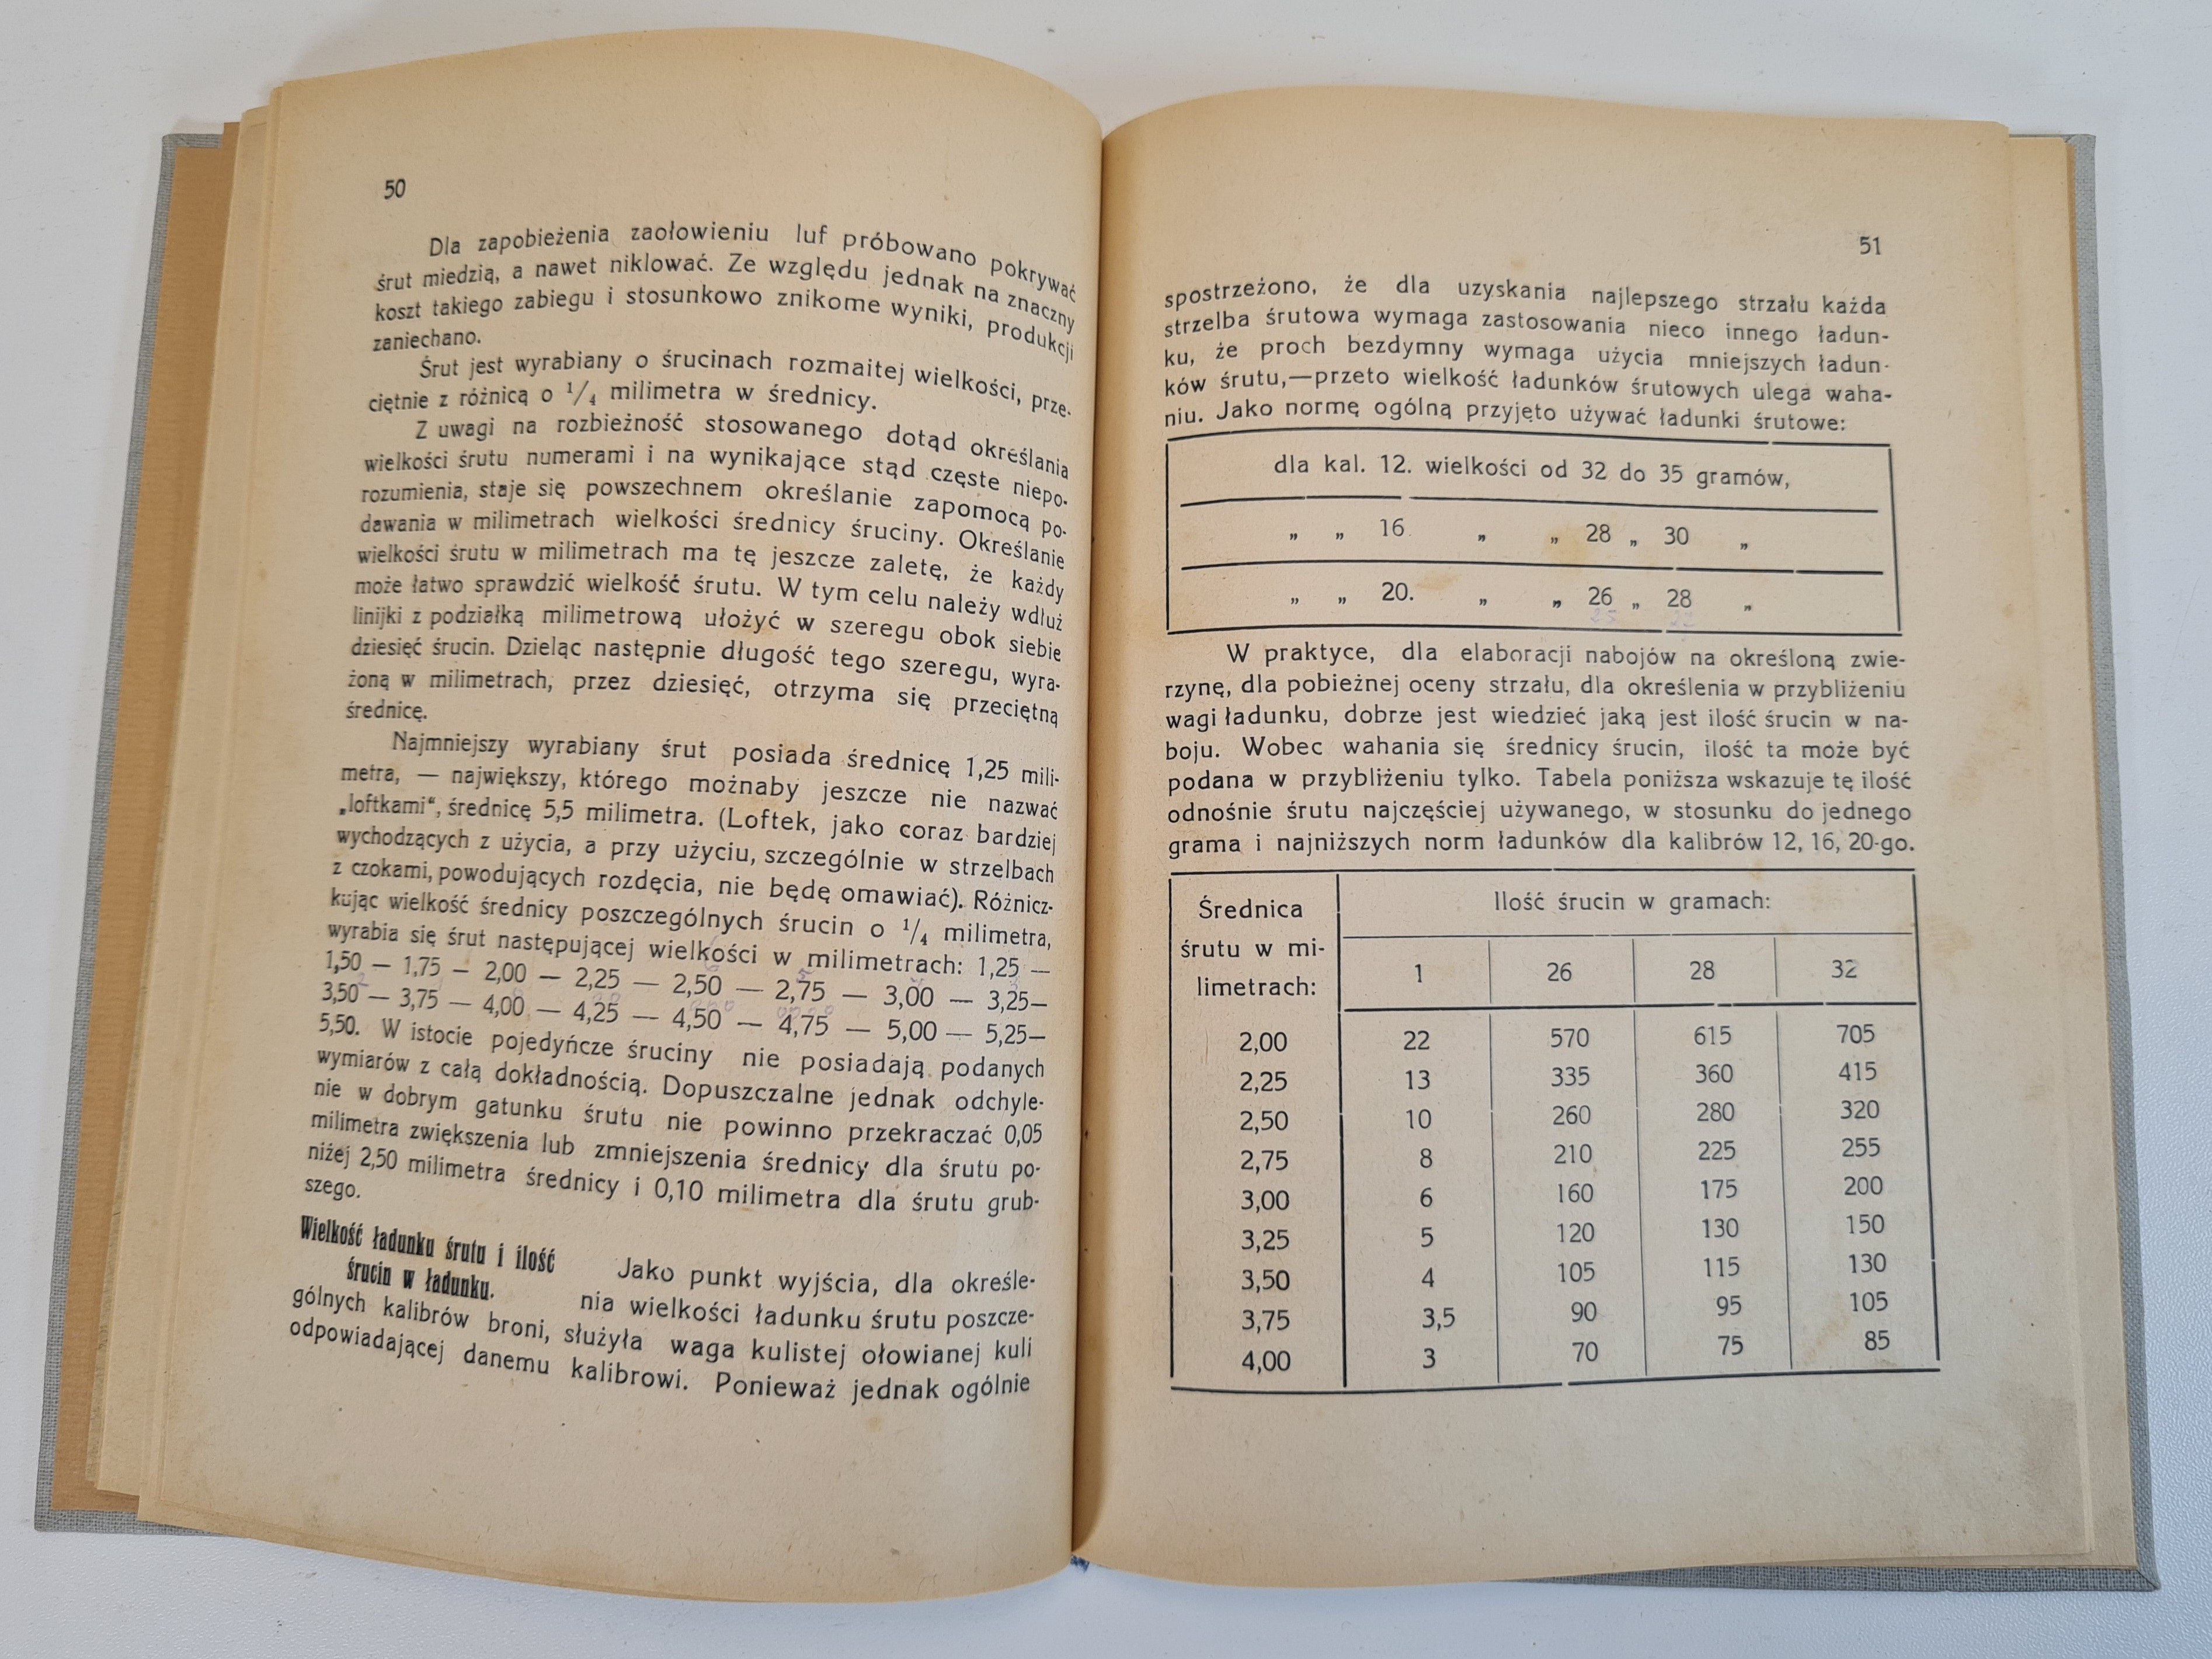 50
Dla zapobieżenia zaołowieniu luf próbowano pokrywać
śrut miedzią, a nawet niklować. Ze względu jednak na znaczny
koszt takiego zabiegu i stosunkowo znikome wyniki, produkcji
zaniechano.
Śrut jest wyrabiany o śrucinach rozmaitej wielkości, prze-
ciętnie z różnicą o 1/4 milimetra w średnicy.
Z uwagi na rozbieżność stosowanego dotąd określania
wielkości śrutu numerami i na wynikające stąd częste niepo-
rozumienia, staje się powszechnem określanie zapomocą po-
dawania w milimetrach wielkości średnicy śruciny. Określanie
wielkości śrutu w milimetrach ma tę jeszcze zaletę, że każdy
może łatwo sprawdzić wielkość śrutu. W tym celu należy wdłuż
linijki z podziałką milimetrową ułożyć w szeregu obok siebie
dziesięć śrucin. Dzieląc następnie długość tego szeregu, wyra-
żoną w milimetrach, przez dziesięć, otrzyma się przeciętną
średnicę.
Najmniejszy wyrabiany śrut posiada średnicę 1,25 mili-
metra, — największy, którego możnaby jeszcze nie nazwać
„loftkami“, średnicę 5,5 milimetra. (Loftek, jako coraz bardziej
wychodzących z użycia, a przy użyciu, szczególnie w strzelbach
z czokami, powodujących rozdęcia, nie będę omawiać). Różnicz-
kując wielkość średnicy poszczególnych śrucin o 1/4 milimetra,
wyrabia się śrut następującej wielkości w milimetrach: 1,25 —
1,50 — 1,75 — 2,00 — 2,25 — 2,50 — 2,75 — 3,00 — 3,25—
3,50 — 3,75 — 4,00 — 4,25 — 4,50 — 4,75 — 5,00 — 5,25—
5,50. W istocie pojedyńcze śruciny nie posiadają podanych
wymiarów z całą dokładnością. Dopuszczalne jednak odchyle-
nie w dobrym gatunku śrutu nie powinno przekraczać 0,05
milimetra zwiększenia lub zmniejszenia średnicy dla śrutu po-
niżej 2,50 milimetra średnicy i 0,10 milimetra dla śrutu grub-
szego.
Wielkość ładunku śrutu i ilość
śrucin w ładunku.
Jako punkt wyjścia, dla określe-
nia wielkości ładunku śrutu poszcze-
gólnych kalibrów broni, służyła waga kulistej ołowianej kuli
odpowiadającej danemu kalibrowi. Ponieważ jednak ogólnie
51
spostrzeżono, że dla uzyskania najlepszego strzału każda
strzelba śrutowa wymaga zastosowania nieco innego ładun-
ku, że proch bezdymny wymaga użycia mniejszych ładun-
ków śrutu,—przeto wielkość ładunków śrutowych ulega waha-
niu. Jako normę ogólną przyjęto używać ładunki śrutowe:
dla kal. 12. wielkości od 32 do 35 gramów,
„ „ 16 „ „ 28 „ 30 „
„ „ 20. „ „ 26 „ 28 „
W praktyce, dla elaboracji nabojów na określoną zwie-
rzynę, dla pobieżnej oceny strzału, dla określenia w przybliżeniu
wagi ładunku, dobrze jest wiedzieć jaką jest ilość śrucin w na-
boju. Wobec wahania się średnicy śrucin, ilość ta może być
podana w przybliżeniu tylko. Tabela poniższa wskazuje tę ilość
odnośnie śrutu najczęściej używanego, w stosunku do jednego
grama i najniższych norm ładunków dla kalibrów 12, 16, 20-go.
Średnica
śrutu w mi-
limetrach:
Ilość śrucin w gramach:
1 26 28 32
2,00 22 570 615 705
2,25 13 335 360 415
2,50 10 260 280 320
2,75 8 210 225 255
3,00 6 160 175 200
3,25 5 120 130 150
3,50 4 105 115 130
3,75 3,5 90 95 105
4,00 3 70 75 85